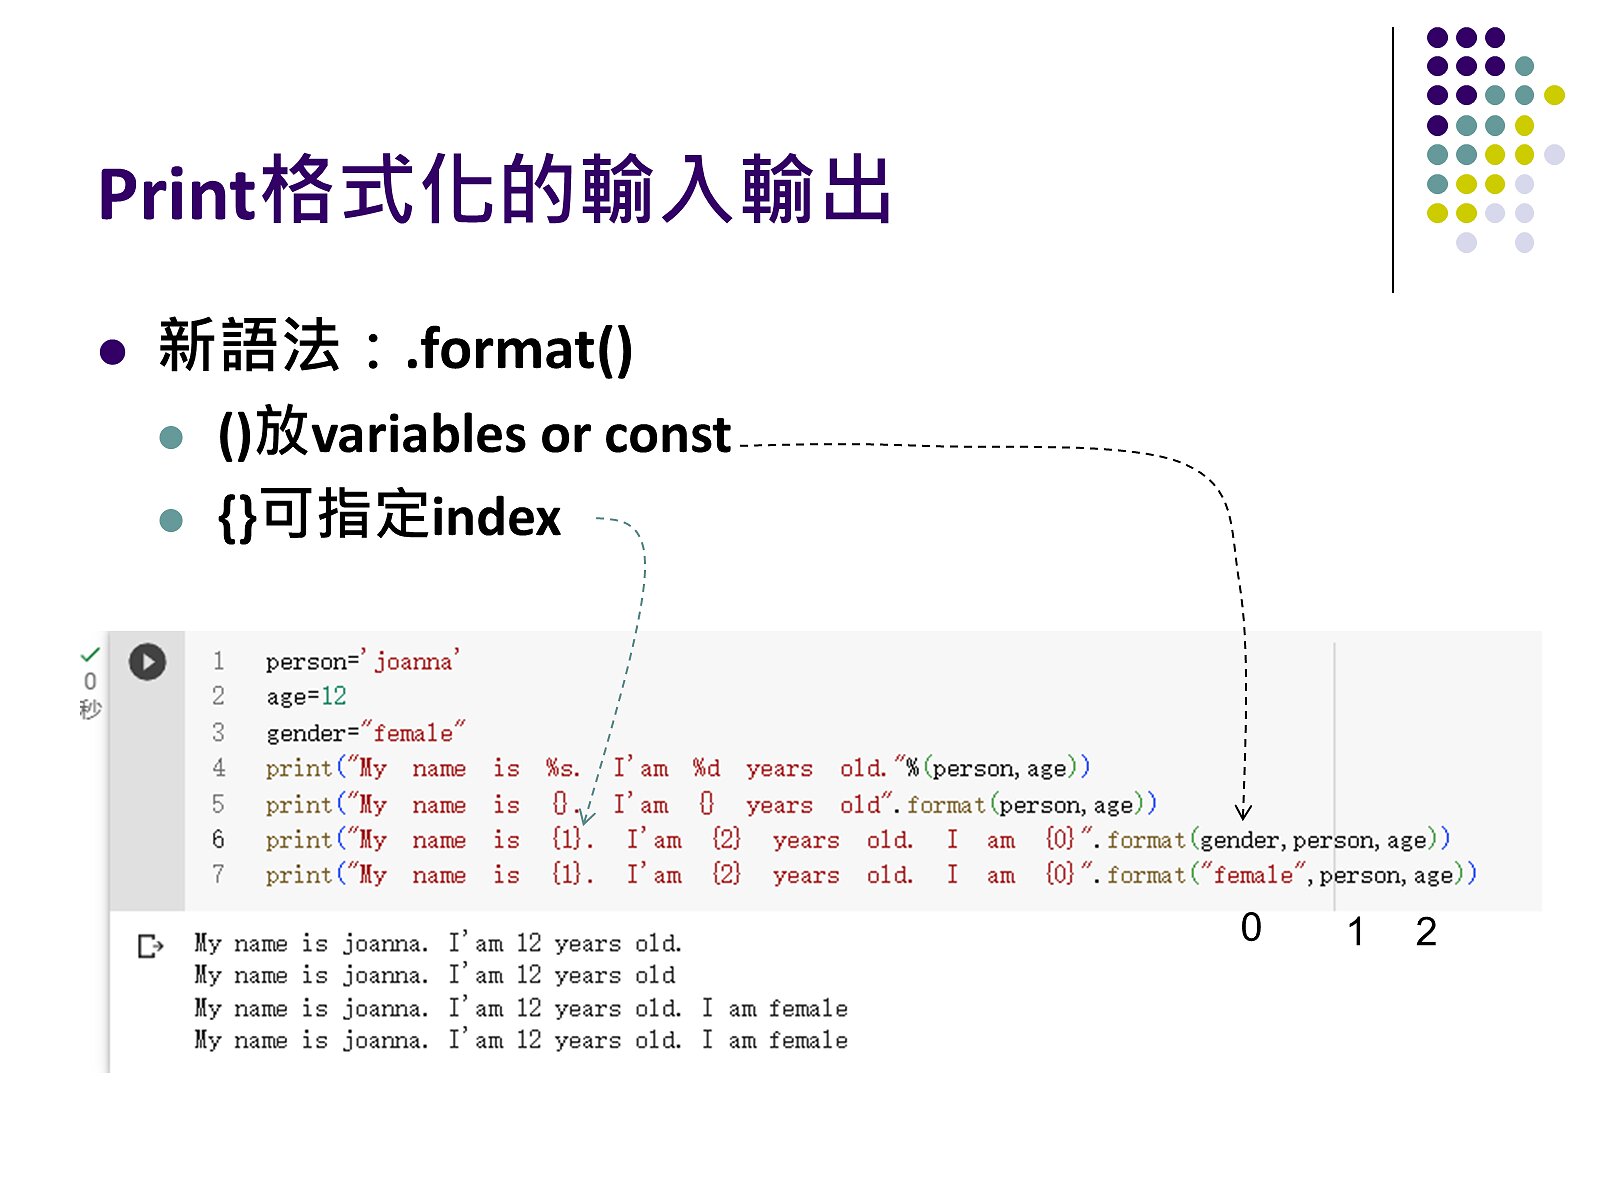 Print格式化的輸入輸出
新語法：.format()
()放variables or const
{}可指定index
0
秒
1 person='joanna'
2 age=12
3 gender="female"
4 print("My name is %s. I'am %d years old."%(person,age))
5 print("My name is {}. I'am {} years old".format(person,age))
6 print("My name is {1}. I'am {2} years old. I am {0}".format(gender,person,age))
7 print("My name is {1}. I'am {2} years old. I am {0}".format("female",person,age))
0 1 2
My name is joanna. I'am 12 years old.
My name is joanna. I'am 12 years old
My name is joanna. I'am 12 years old. I am female
My name is joanna. I'am 12 years old. I am female